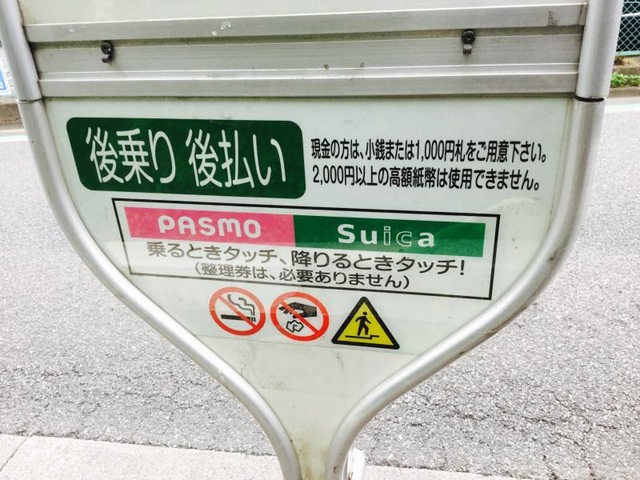 後乗り 後払い
現金の方は、小銭または1,000円札をご用意下さい。
2,000円以上の高額紙幣は使用できません。
PASMO Suica
乗るときタッチ、降りるときタッチ!
(整理券は、必要ありません)